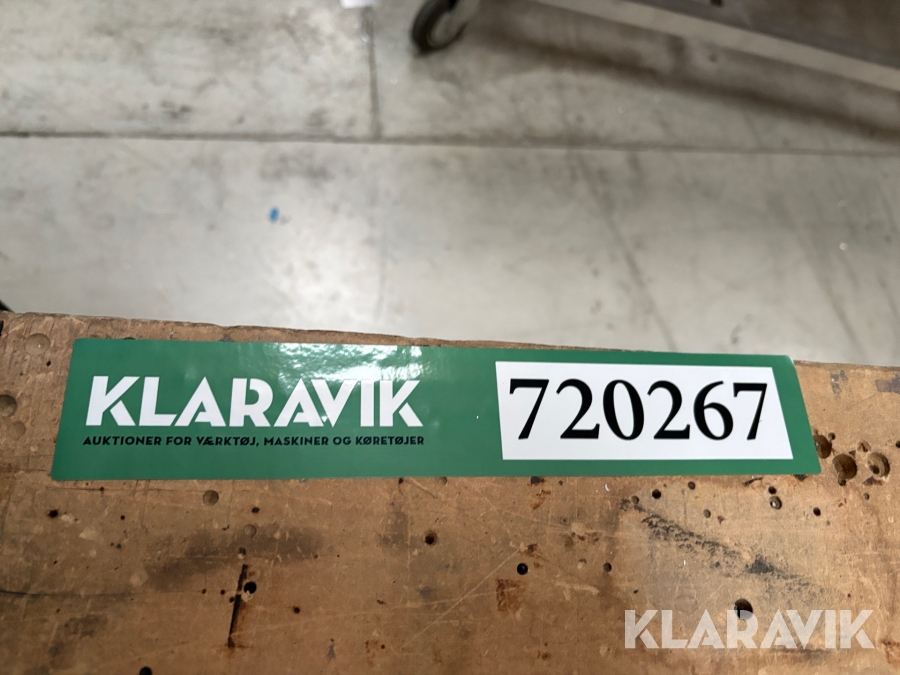 KLARAVIK
AUKTIONER FOR VÆRKTØJ, MASKINER OG KØRETØJER
720267
KLARAVIK